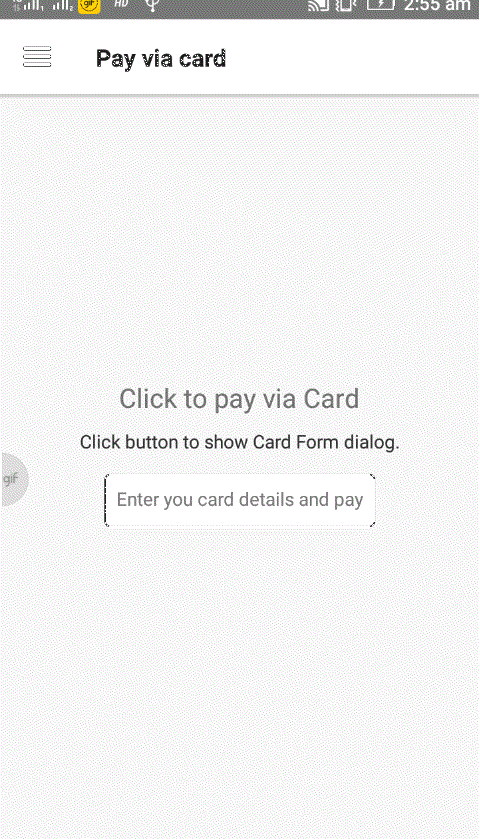 gif HD 2:55 am
Pay via card
Click to pay via Card
Click button to show Card Form dialog.
gif
Enter you card details and pay